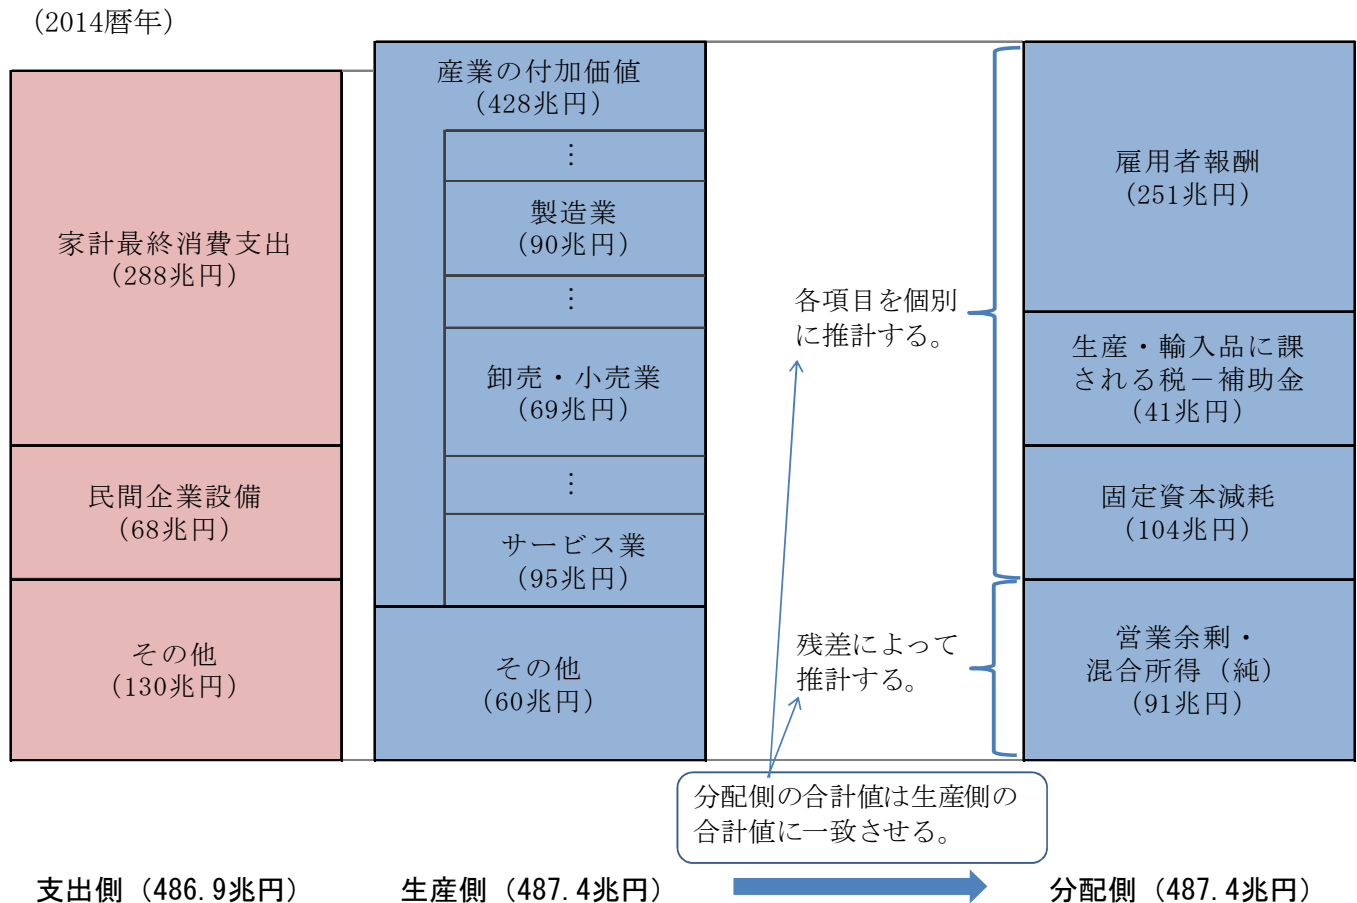 （2014暦年）
家計最終消費支出
（288兆円）
民間企業設備
（68兆円）
その他
（130兆円）
産業の付加価値
（428兆円）
⋮
製造業
（90兆円）
⋮
卸売・小売業
（69兆円）
⋮
サービス業
（95兆円）
その他
（60兆円）
各項目を個別
に推計する。
残差によって
推計する。
分配側の合計値は生産側の
合計値に一致させる。
雇用者報酬
（251兆円）
生産・輸入品に課
される税－補助金
（41兆円）
固定資本減耗
（104兆円）
営業余剰・
混合所得（純）
（91兆円）
支出側（486.9兆円）
生産側（487.4兆円）
分配側（487.4兆円）